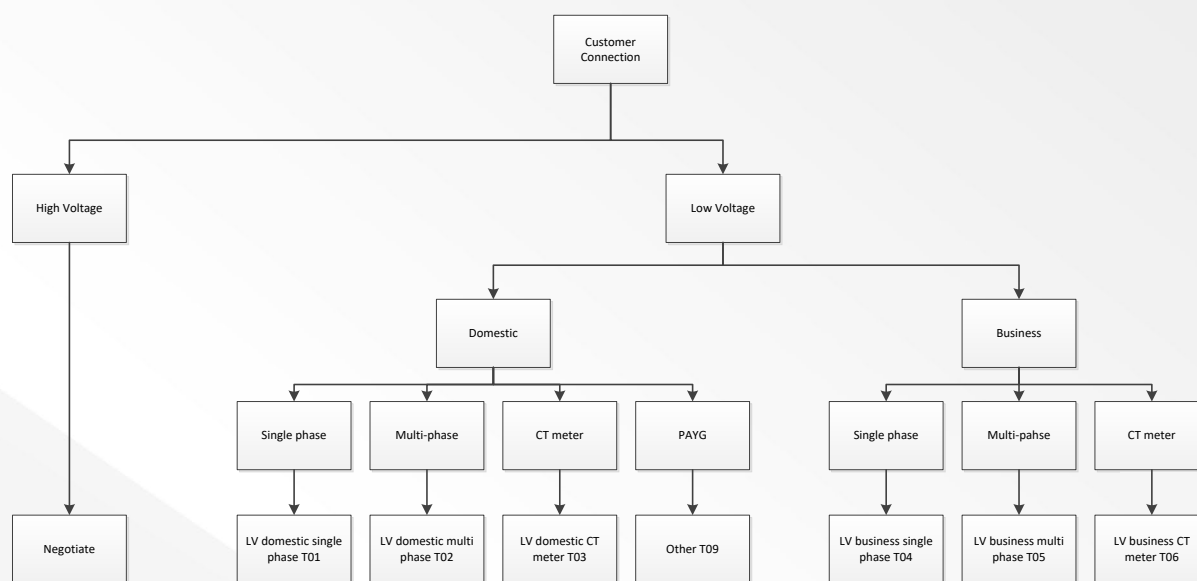 Customer
Connection
High Voltage
Low Voltage
Domestic
Business
Single phase
Multi-phase
CT meter
PAYG
Single phase
Multi-pahse
CT meter
Negotiate
LV domestic single
phase T01
LV domestic multi
phase T02
LV domestic CT
meter T03
Other T09
LV business single
phase T04
LV business multi
phase T05
LV business CT
meter T06